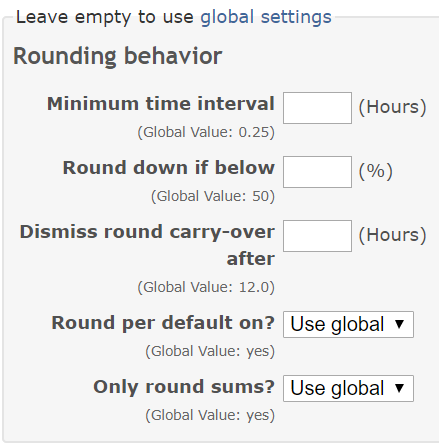 Leave empty to use global settings
Rounding behavior
Minimum time interval (Hours)
(Global Value: 0.25)
Round down if below (%)
(Global Value: 50)
Dismiss round carry-over (Hours)
after
(Global Value: 12.0)
Round per default on? Use global ▼
(Global Value: yes)
Only round sums? Use global ▼
(Global Value: yes)